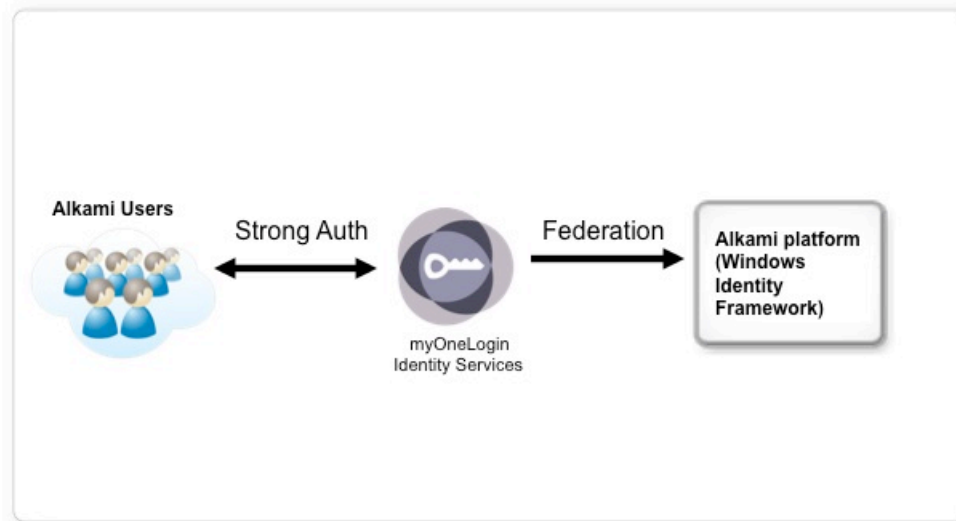 Alkami Users
Strong Auth
myOneLogin
Identity Services
Federation
Alkami platform
(Windows
Identity
Framework)